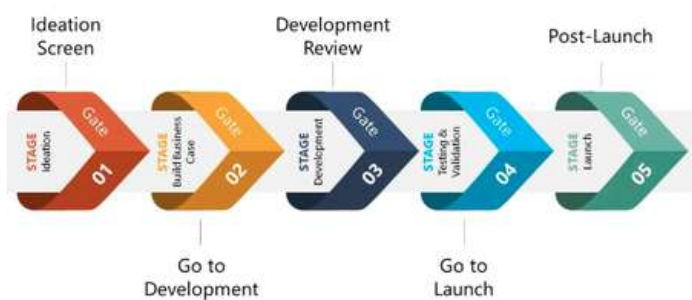 Ideation
Screen
Development
Review
Post-Launch
STAGE
Ideation
Gate
01
STAGE
Build Business
Case
Gate
02
STAGE
Development
Gate
03
STAGE
Testing &
Validation
Gate
04
STAGE
Launch
Gate
05
Go to
Development
Go to
Launch